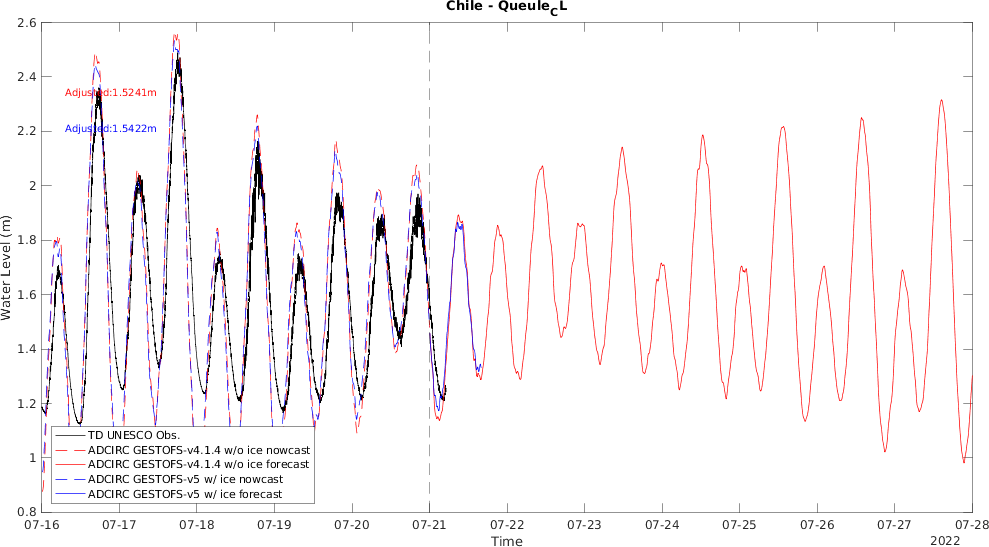 Chile - Queule_CL
2.6
2.4
2.2
2
1.8
1.6
1.4
1.2
1
0.8
Water Level (m)
Adjusted:1.5241m
Adjusted:1.5422m
TD UNESCO Obs.
ADCIRC GESTOFS-v4.1.4 w/o ice nowcast
ADCIRC GESTOFS-v4.1.4 w/o ice forecast
ADCIRC GESTOFS-v5 w/ ice nowcast
ADCIRC GESTOFS-v5 w/ ice forecast
07-16 07-17 07-18 07-19 07-20 07-21 07-22 07-23 07-24 07-25 07-26 07-27 07-28
Time
2022